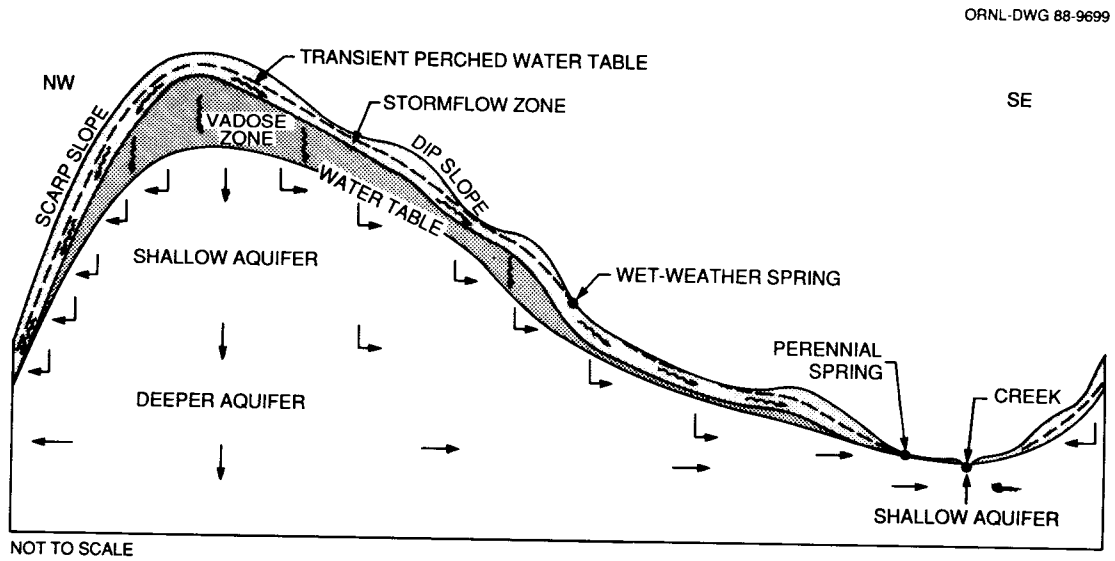 ORNL-DWG 88-9699
TRANSIENT PERCHED WATER TABLE
NW
STORMFLOW ZONE
SE
VADOSE
ZONE
SCARP SLOPE
DIP SLOPE
WATER TABLE
SHALLOW AQUIFER
WET-WEATHER SPRING
PERENNIAL
SPRING
CREEK
DEEPER AQUIFER
SHALLOW AQUIFER
NOT TO SCALE